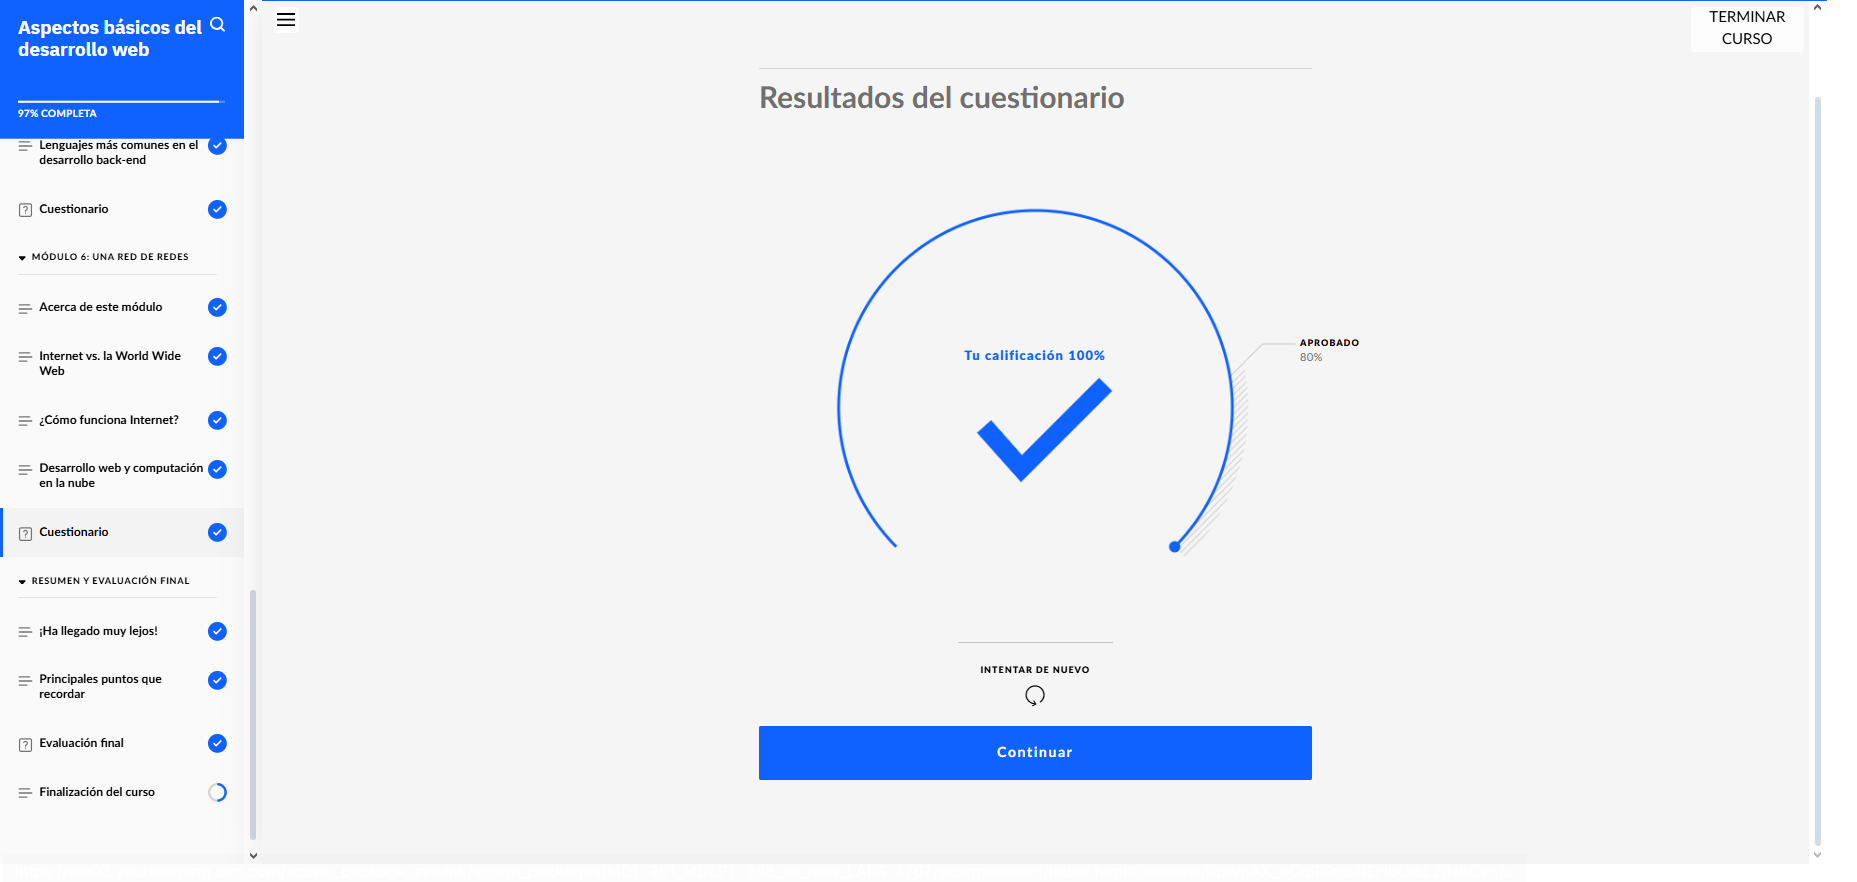 Aspectos básicos del
desarrollo web
97% COMPLETA
Lenguajes más comunes en el
desarrollo back-end
Cuestionario
MÓDULO 6: UNA RED DE REDES
Acerca de este módulo
Internet vs. la World Wide
Web
¿Cómo funciona Internet?
Desarrollo web y computación
en la nube
Cuestionario
RESUMEN Y EVALUACIÓN FINAL
¡Ha llegado muy lejos!
Principales puntos que
recordar
Evaluación final
Finalización del curso
TERMINAR
CURSO
Resultados del cuestionario
Tu calificación 100%
APROBADO
80%
INTENTAR DE NUEVO
Continuar